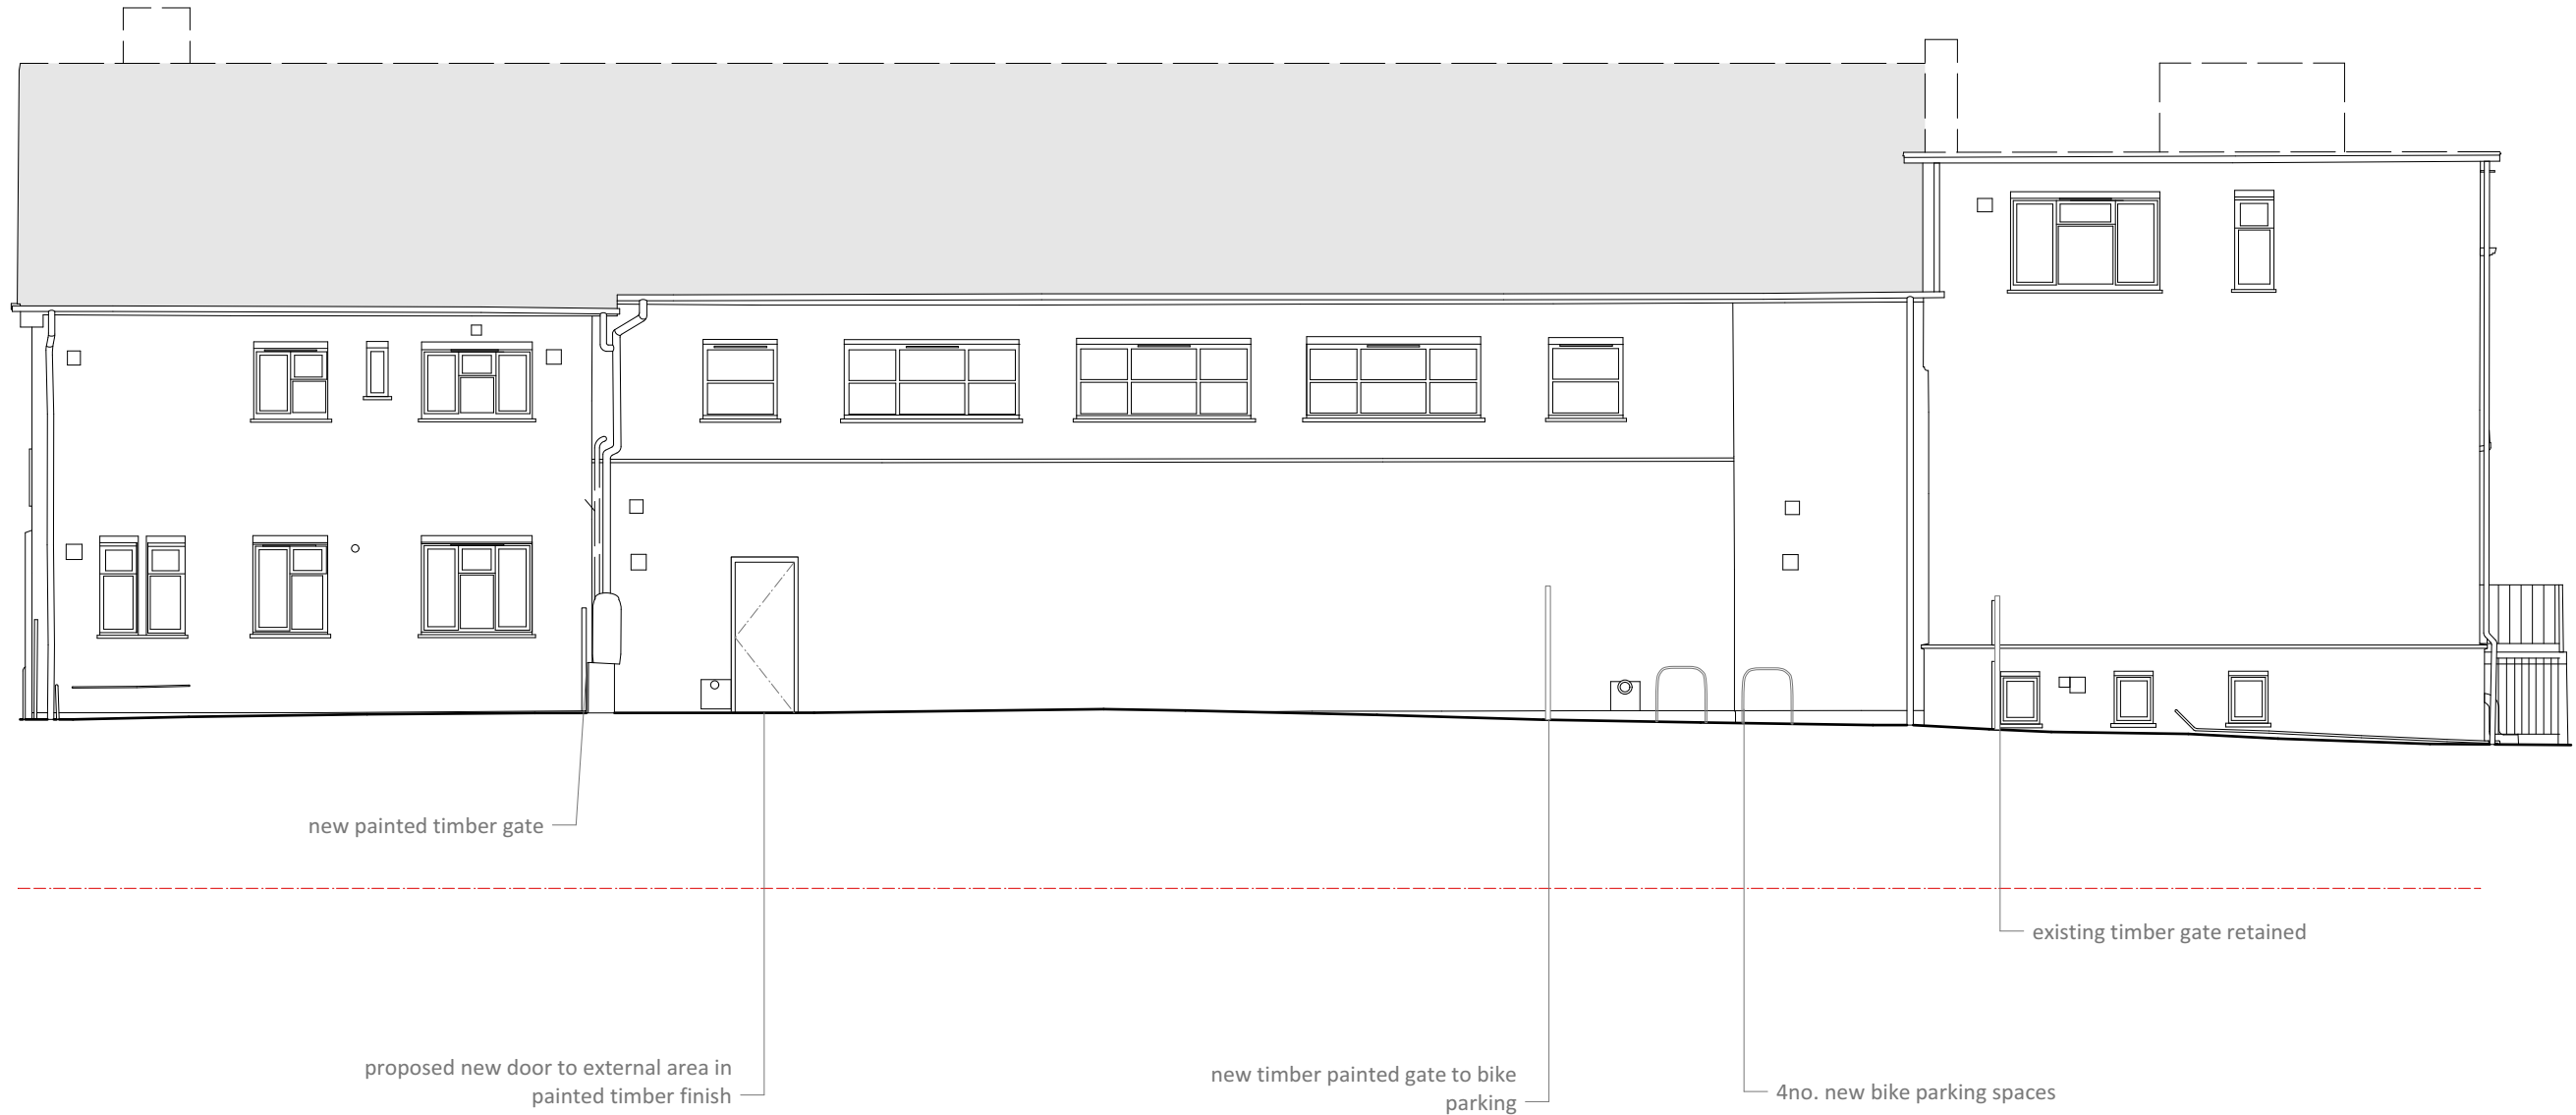 new painted timber gate
existing timber gate retained
proposed new door to external area in
painted timber finish
new timber painted gate to bike
parking
4no. new bike parking spaces